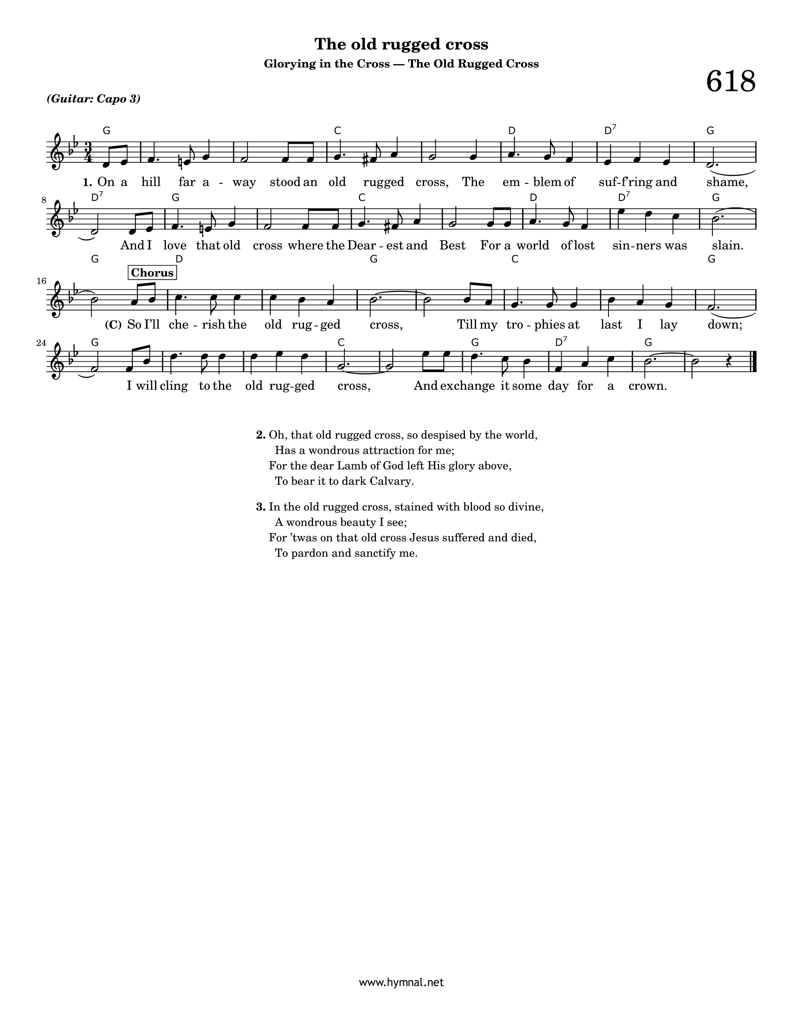 The old rugged cross
Glorying in the Cross — The Old Rugged Cross
618
(Guitar: Capo 3)
G C D D7 G
3 4
1. On a hill far a - way stood an old rugged cross, The em - blem of suf-f'ring and shame,
8
D7 G C D D7 G
And I love that old cross where the Dear - est and Best For a world of lost sin - ners was slain.
G D G C G
16
Chorus
(C) So I'll che - rish the old rug - ged cross, Till my tro - phies at last I lay down;
24
G C G D7 G
I will cling to the old rug-ged cross, And exchange it some day for a crown.
2. Oh, that old rugged cross, so despised by the world,
Has a wondrous attraction for me;
For the dear Lamb of God left His glory above,
To bear it to dark Calvary.
3. In the old rugged cross, stained with blood so divine,
A wondrous beauty I see;
For 'twas on that old cross Jesus suffered and died,
To pardon and sanctify me.
www.hymnal.net